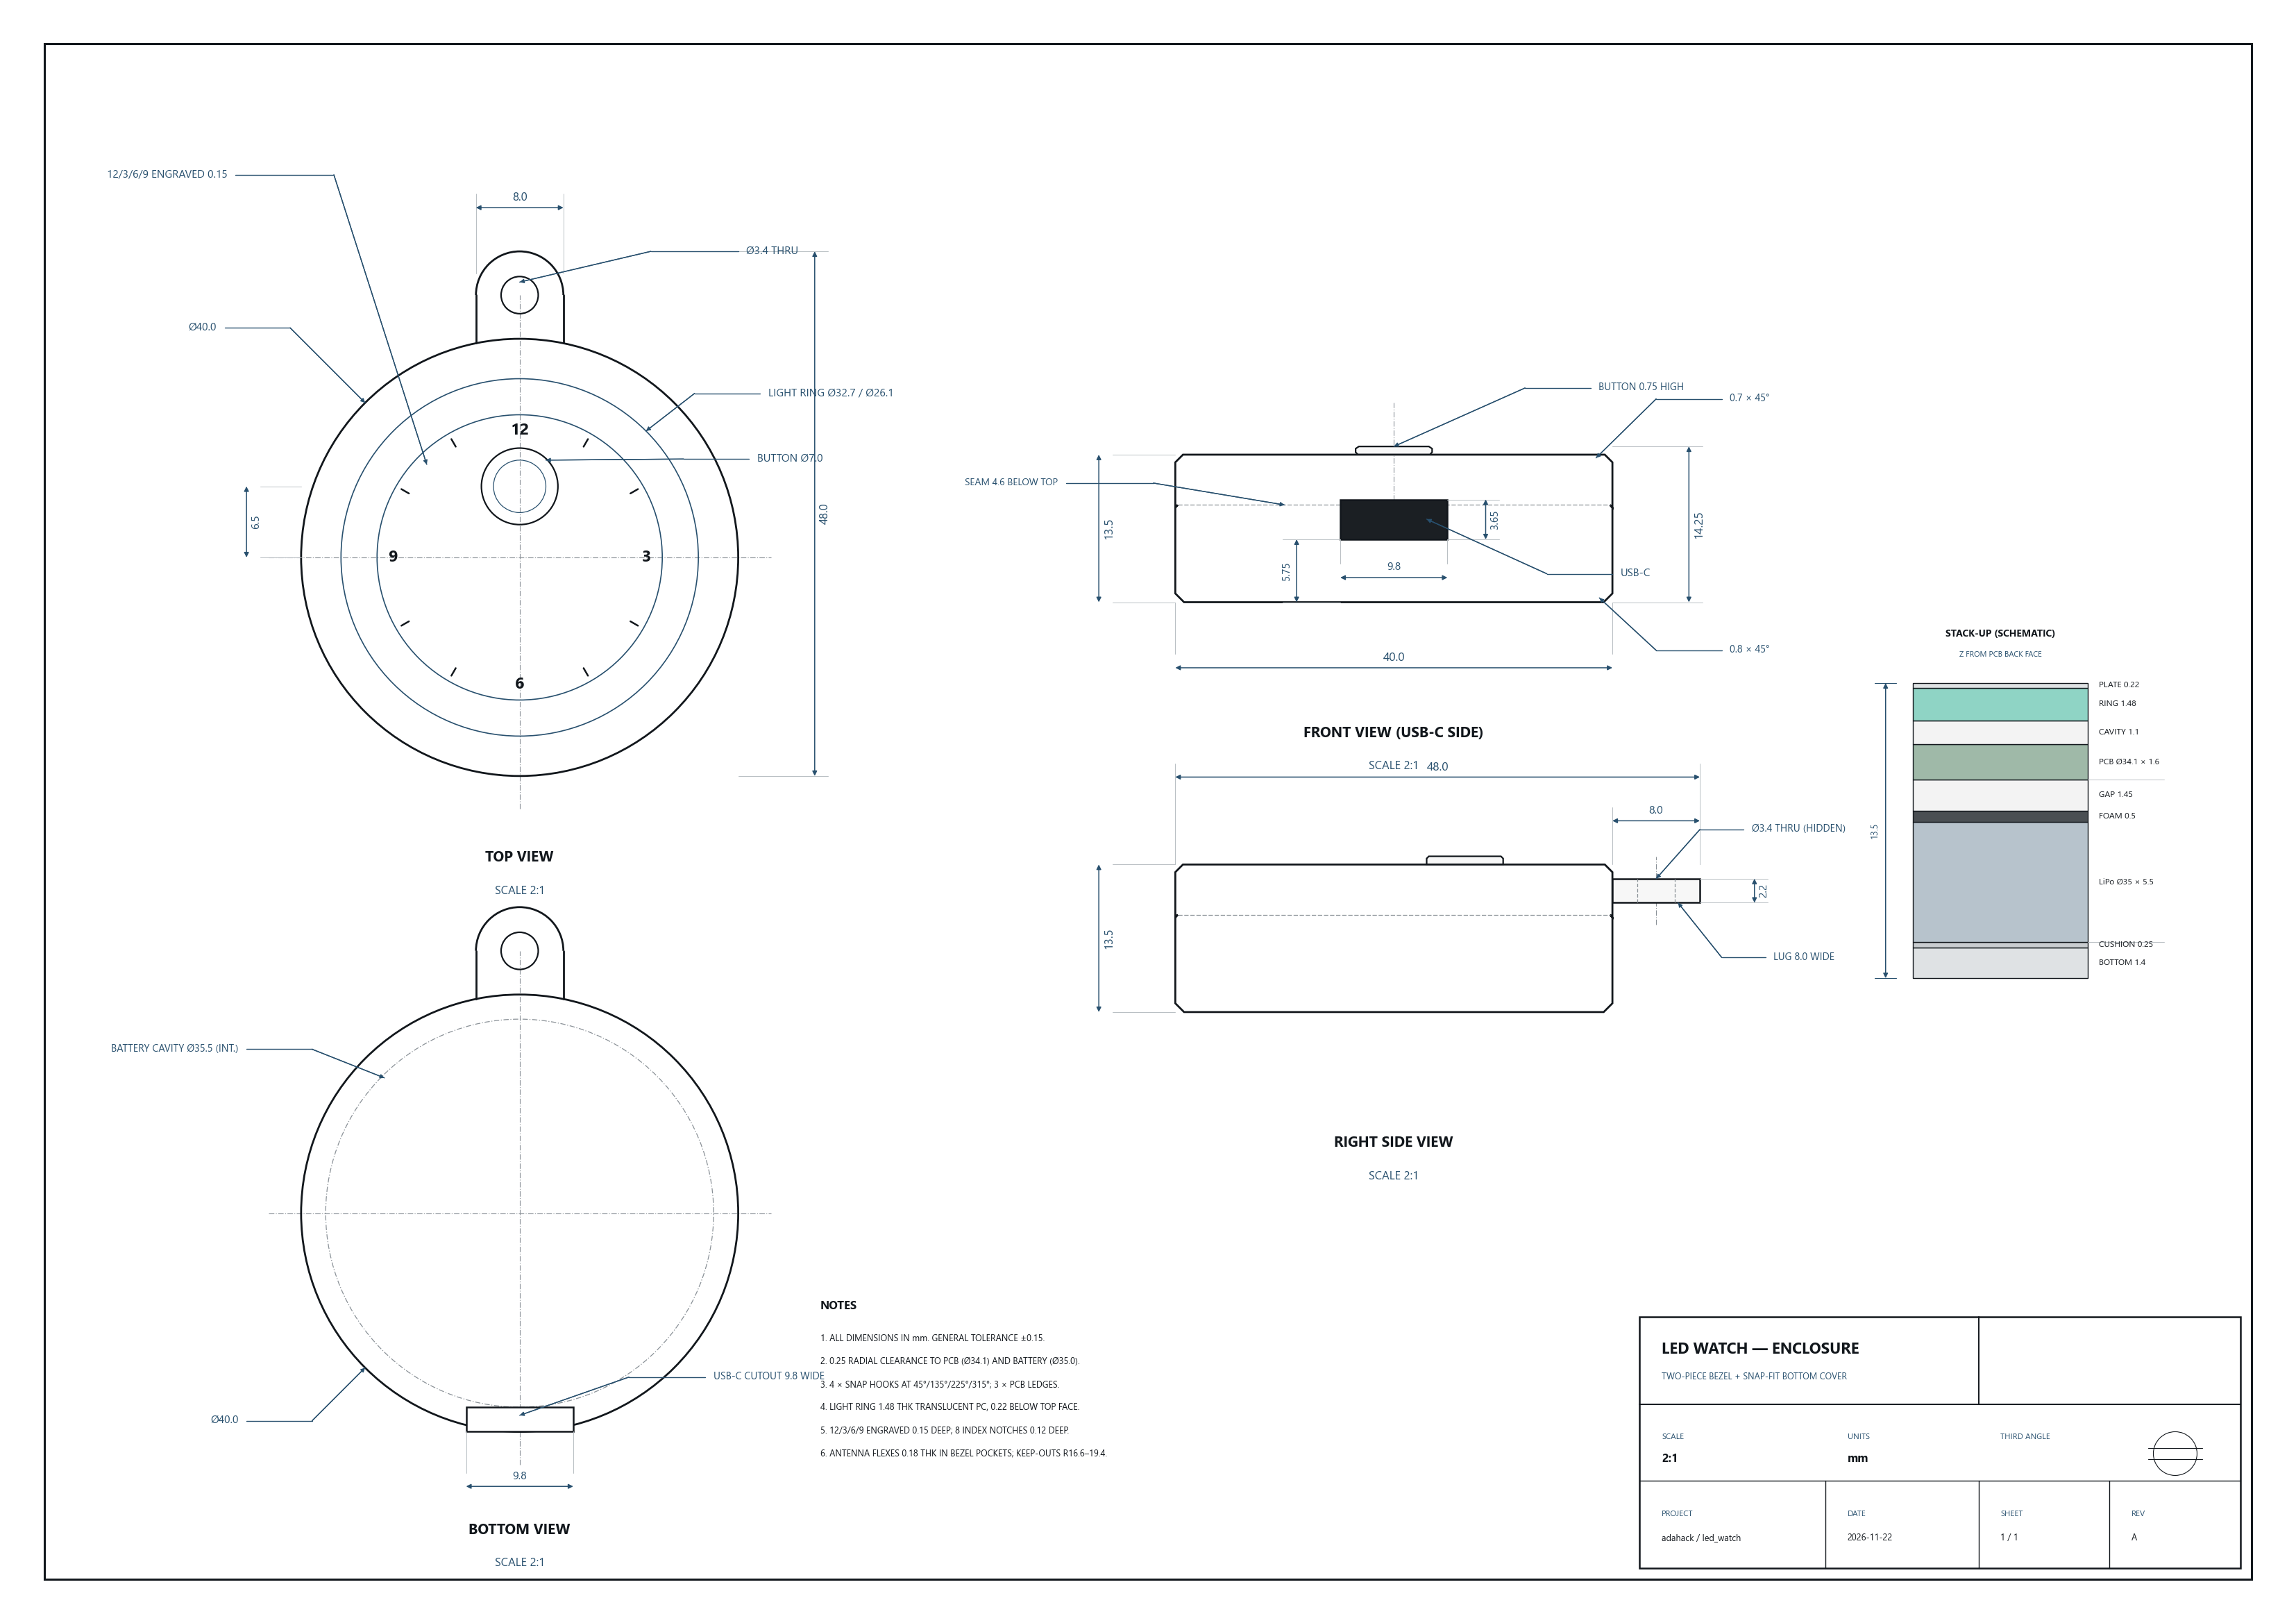 12/3/6/9 ENGRAVED 0.15
8.0
Ø3.4 THRU
Ø40.0
LIGHT RING Ø32.7 / Ø26.1
12
BUTTON Ø7.0
6.5
48.0
9
3
6
TOP VIEW
SCALE 2:1
BUTTON 0.75 HIGH
0.7 × 45°
SEAM 4.6 BELOW TOP
13.5
3.65
14.25
5.75
9.8
USB-C
40.0
0.8 × 45°
FRONT VIEW (USB-C SIDE)
SCALE 2:1
48.0
8.0
Ø3.4 THRU (HIDDEN)
2.2
13.5
LUG 8.0 WIDE
RIGHT SIDE VIEW
SCALE 2:1
STACK-UP (SCHEMATIC)
Z FROM PCB BACK FACE
PLATE 0.22
RING 1.48
CAVITY 1.1
PCB Ø34.1 × 1.6
GAP 1.45
FOAM 0.5
13.5
LiPo Ø35 × 5.5
CUSHION 0.25
BOTTOM 1.4
BATTERY CAVITY Ø35.5 (INT.)
USB-C CUTOUT 9.8 WIDE
Ø40.0
9.8
BOTTOM VIEW
SCALE 2:1
NOTES
1. ALL DIMENSIONS IN mm. GENERAL TOLERANCE ±0.15.
2. 0.25 RADIAL CLEARANCE TO PCB (Ø34.1) AND BATTERY (Ø35.0).
3. 4 × SNAP HOOKS AT 45°/135°/225°/315°; 3 × PCB LEDGES.
4. LIGHT RING 1.48 THK TRANSLUCENT PC, 0.22 BELOW TOP FACE.
5. 12/3/6/9 ENGRAVED 0.15 DEEP; 8 INDEX NOTCHES 0.12 DEEP.
6. ANTENNA FLEXES 0.18 THK IN BEZEL POCKETS; KEEP-OUTS R16.6–19.4.
LED WATCH — ENCLOSURE
TWO-PIECE BEZEL + SNAP-FIT BOTTOM COVER
SCALE
2:1
UNITS
mm
THIRD ANGLE
PROJECT
adahack / led_watch
DATE
2026-11-22
SHEET
1 / 1
REV
A